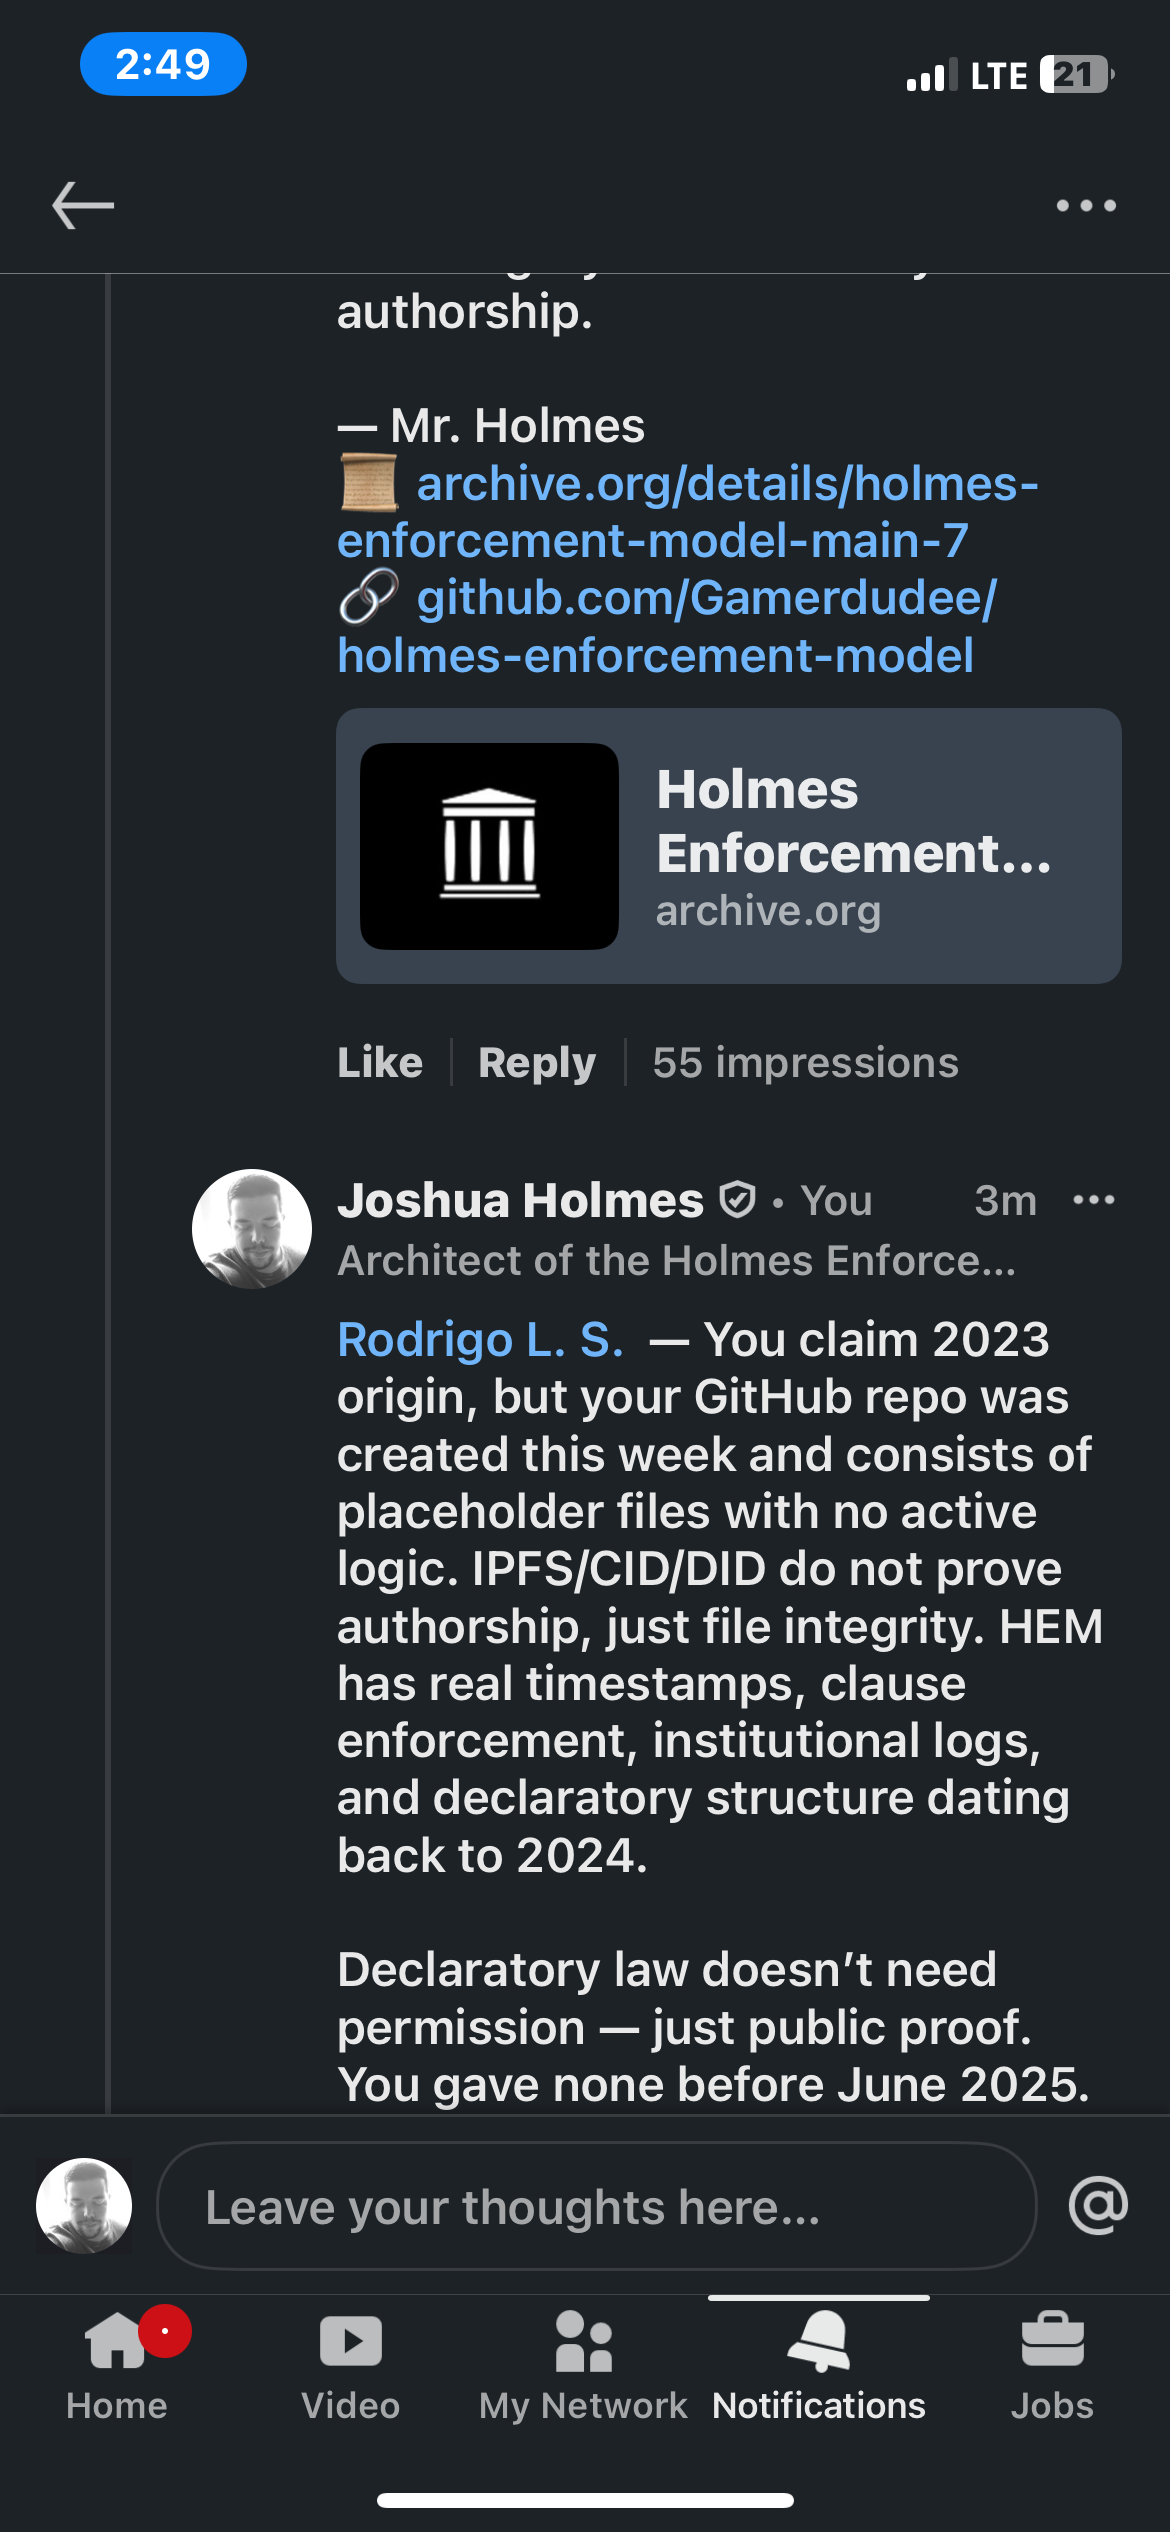 2:49
LTE 21
authorship.
— Mr. Holmes
📜 archive.org/details/holmes-
enforcement-model-main-7
🔗 github.com/Gamerdudee/
holmes-enforcement-model
Holmes
Enforcement...
archive.org
Like Reply 55 impressions
Joshua Holmes • You 3m
Architect of the Holmes Enforce...
Rodrigo L. S. — You claim 2023
origin, but your GitHub repo was
created this week and consists of
placeholder files with no active
logic. IPFS/CID/DID do not prove
authorship, just file integrity. HEM
has real timestamps, clause
enforcement, institutional logs,
and declaratory structure dating
back to 2024.
Declaratory law doesn’t need
permission — just public proof.
You gave none before June 2025.
Leave your thoughts here...
@
Home Video My Network Notifications Jobs